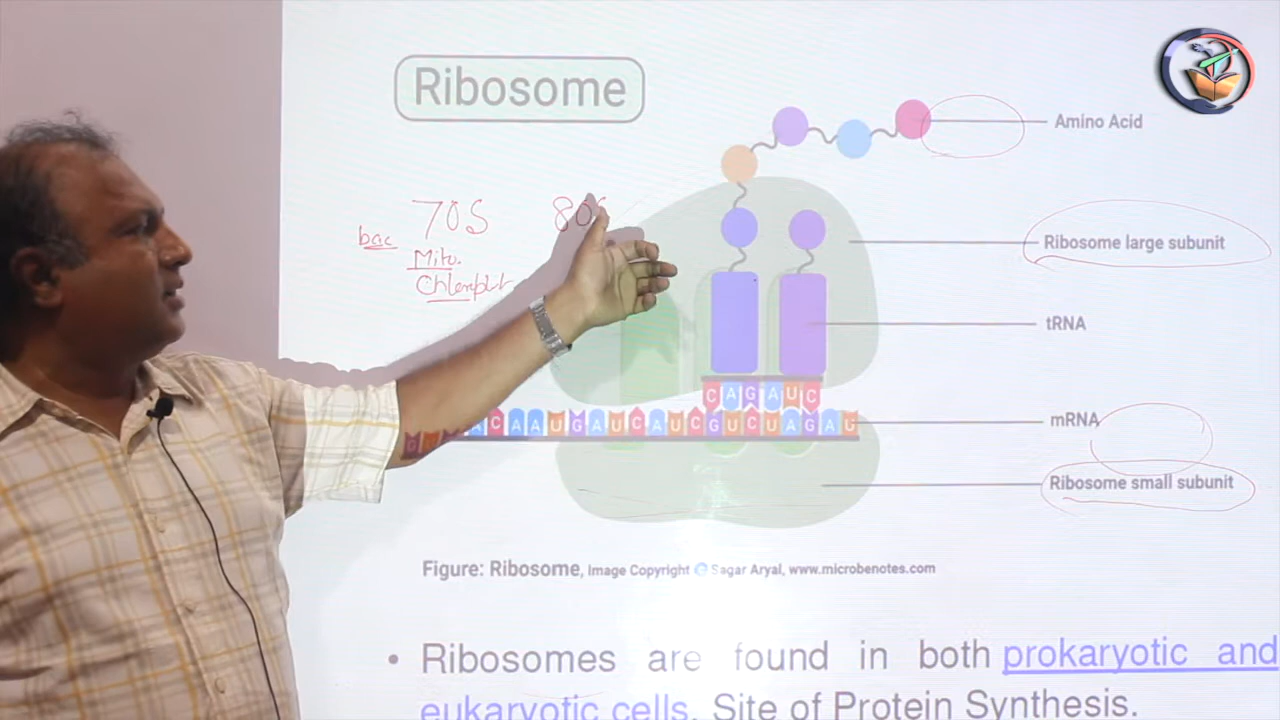 Ribosome
Amino Acid
70S 80S
bac
Mito.
Ribosome large subunit
tRNA
CAGAUC
ACAAUGAUCAUCGUCUAGAU
mRNA
Ribosome small subunit
Figure: Ribosome, Image Copyright Sagar Aryal, www.microbenotes.com
• Ribosomes are found in both prokaryotic and
eukaryotic cells. Site of Protein Synthesis.